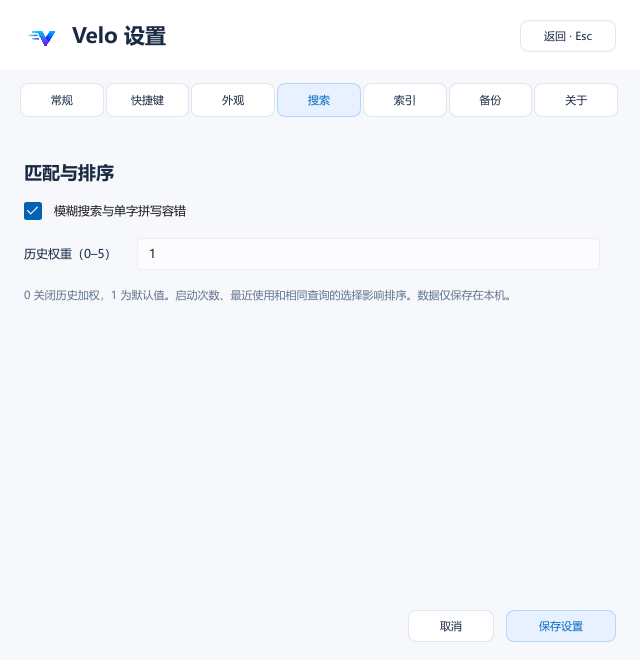 Velo 设置
返回 · Esc
常规
快捷键
外观
搜索
索引
备份
关于
匹配与排序
模糊搜索与单字拼写容错
历史权重（0–5）
1
0 关闭历史加权，1 为默认值。启动次数、最近使用和相同查询的选择影响排序。数据仅保存在本机。
取消
保存设置